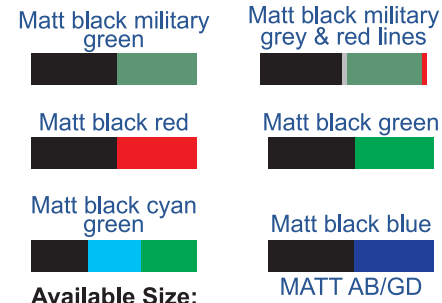 Matt black military
green
Matt black military
grey & red lines
Matt black red
Matt black green
Matt black cyan
green
Matt black blue
Available Size:
MATT AB/GD